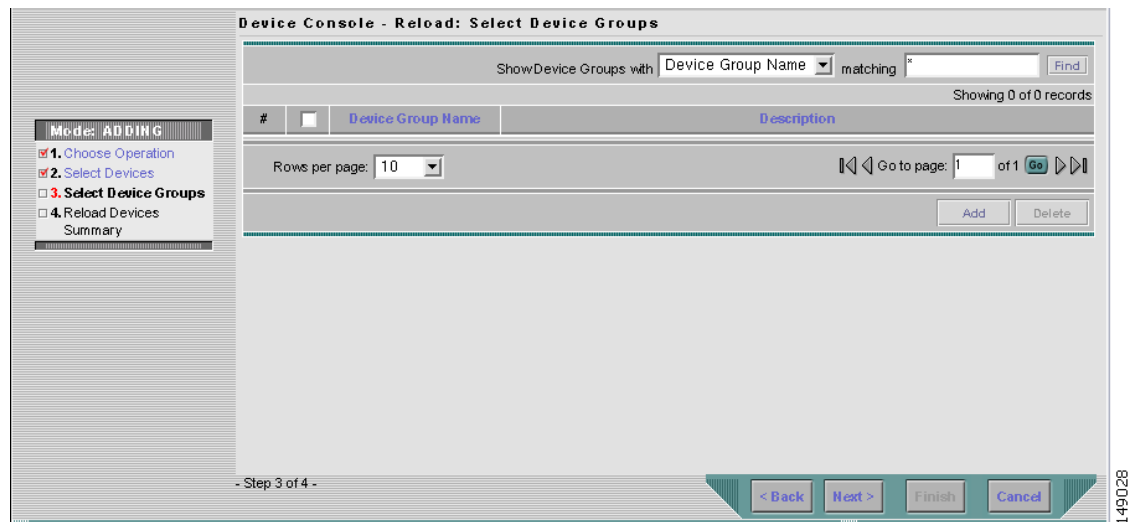 Device Console - Reload: Select Device Groups
Show Device Groups with Device Group Name matching * Find
Showing 0 of 0 records
# Device Group Name Description
Rows per page: 10 Go to page: 1 of 1 Go
Add Delete
Mode: ADDING
1. Choose Operation
2. Select Devices
3. Select Device Groups
4. Reload Devices
Summary
- Step 3 of 4 -
< Back Next > Finish Cancel
149028